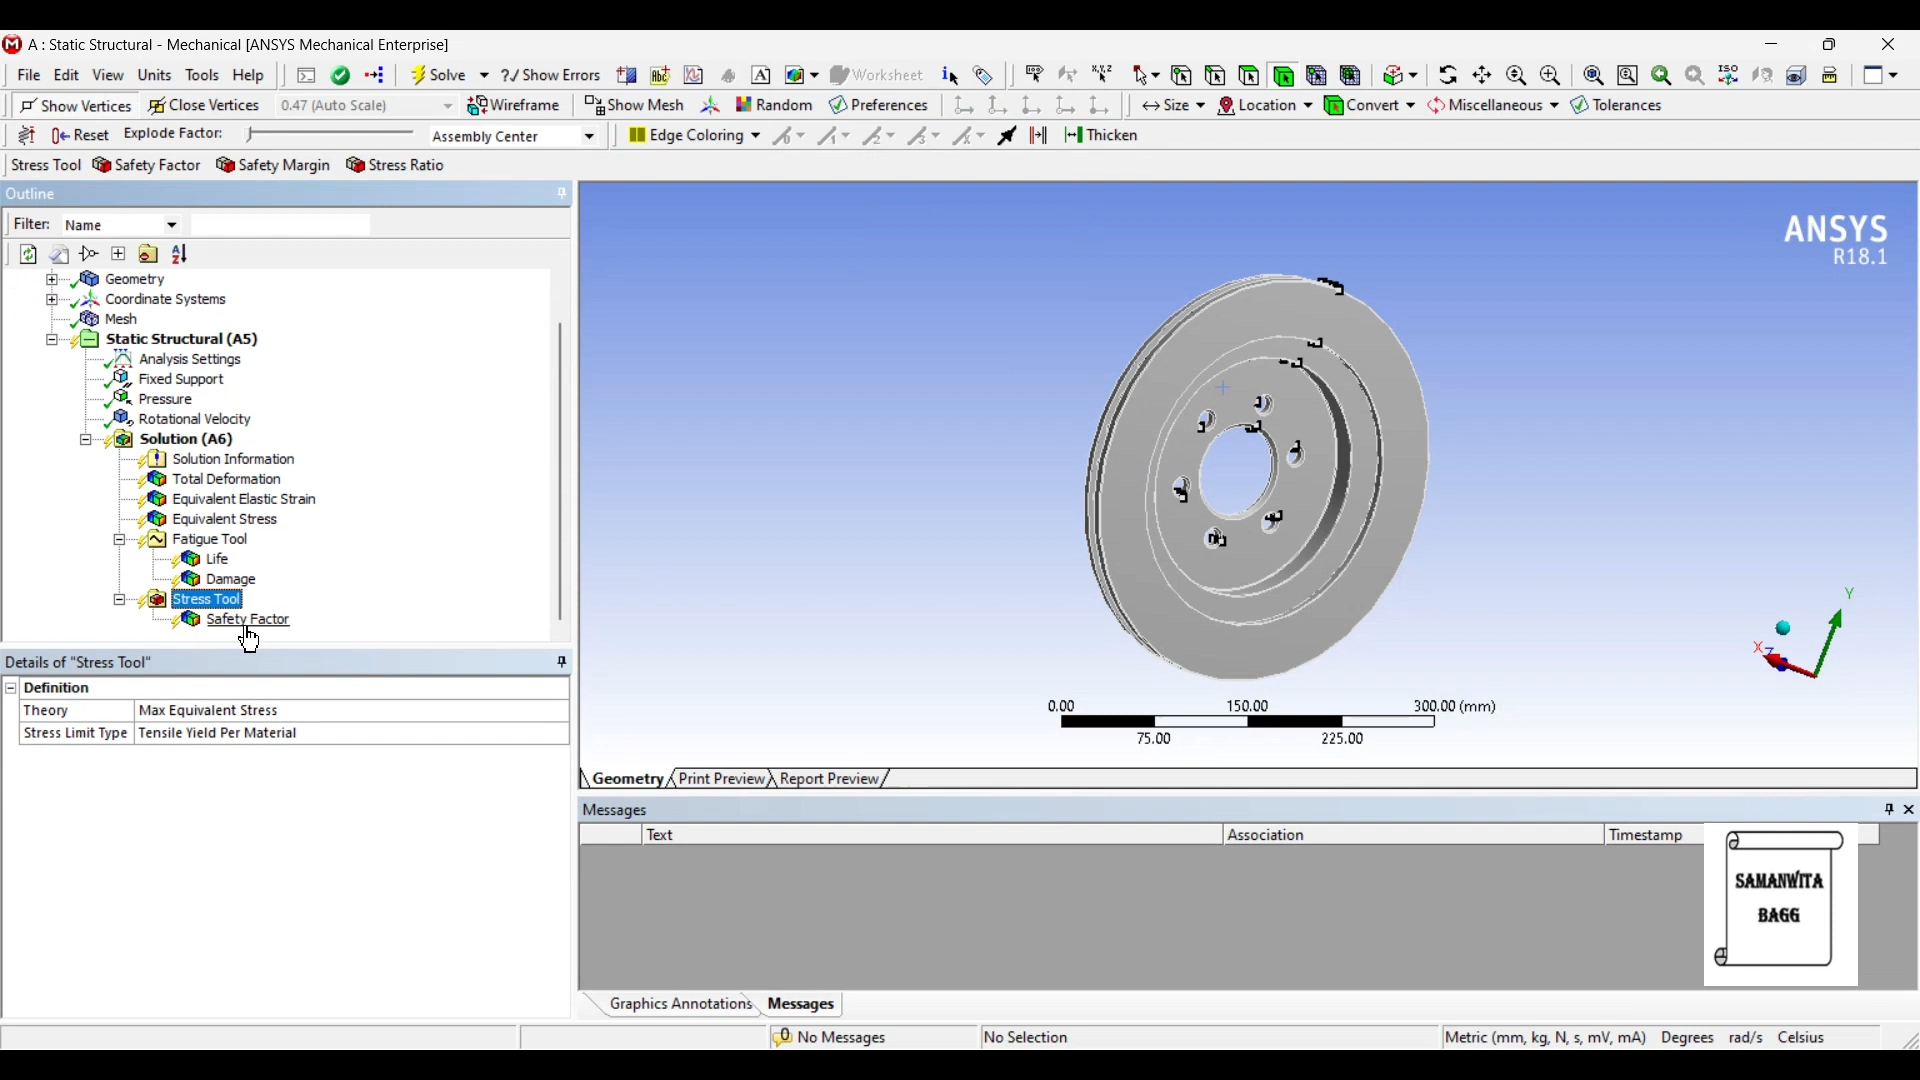 A : Static Structural - Mechanical [ANSYS Mechanical Enterprise]
File Edit View Units Tools Help Solve ?/ Show Errors Worksheet
Show Vertices Close Vertices 0.47 (Auto Scale) Wireframe Show Mesh Random Preferences Size Location Convert Miscellaneous Tolerances
Reset Explode Factor: Assembly Center Edge Coloring Thicken
Stress Tool Safety Factor Safety Margin Stress Ratio
Outline
Filter: Name
Geometry
Coordinate Systems
Mesh
Static Structural (A5)
Analysis Settings
Fixed Support
Pressure
Rotational Velocity
Solution (A6)
Solution Information
Total Deformation
Equivalent Elastic Strain
Equivalent Stress
Fatigue Tool
Life
Damage
Stress Tool
Safety Factor
Details of "Stress Tool"
Definition
Theory Max Equivalent Stress
Stress Limit Type Tensile Yield Per Material
ANSYS
R18.1
Y
X
Z
0.00 150.00 300.00 (mm)
75.00 225.00
Geometry Print Preview Report Preview
Messages
Text Association Timestamp
SAMANWITA
BAGG
Graphics Annotations Messages
0 No Messages No Selection Metric (mm, kg, N, s, mV, mA) Degrees rad/s Celsius